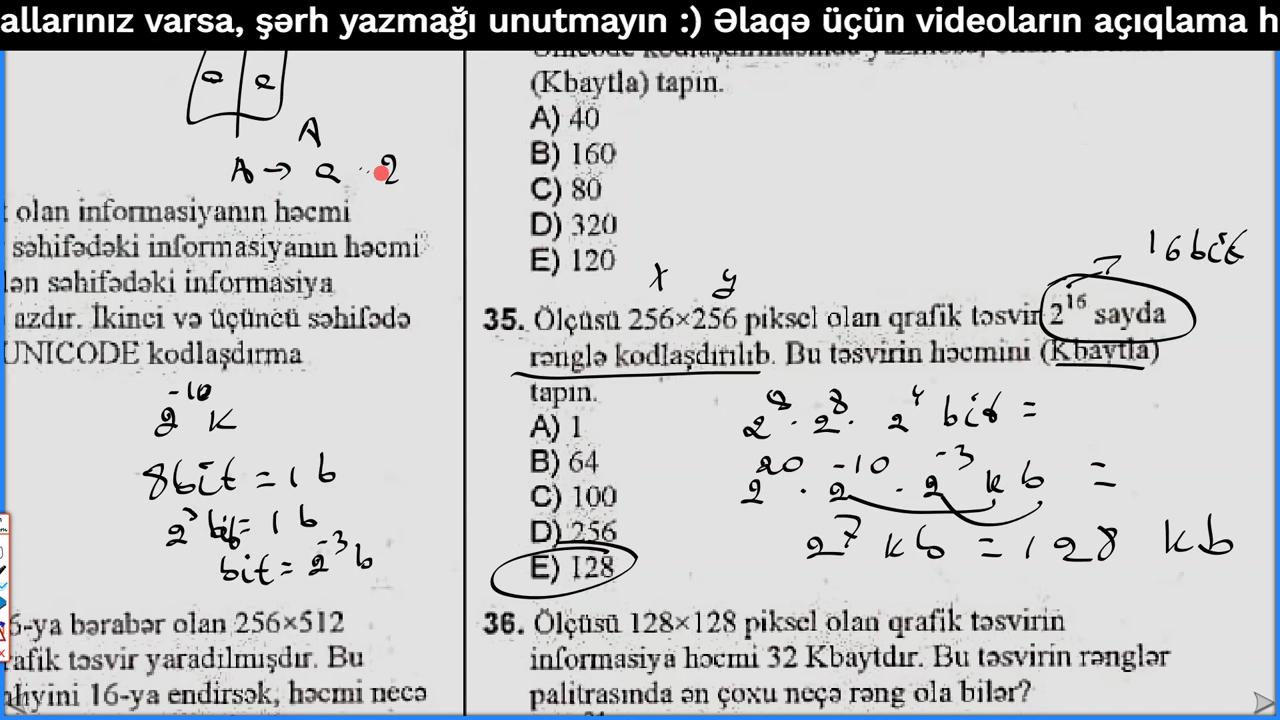 allarınız varsa, şərh yazmağı unutmayın :) Əlaqə üçün videoların açıqlama h
a a
A
A → a 2
olan informasiyanın həcmi
səhifədəki informasiyanın həcmi
səhifədəki informasiya
azdır. İkinci və üçüncü səhifədə
UNICODE kodlaşdırma
2^-10 K
8bit = 1 b
2^3 bit = 1 b
bit = 2^-3 b
6-ya bərabər olan 256×512
afik təsvir yaradılmışdır. Bu
16-ya endirsək, həcmi necə
Unicode kodlaşdırmasında
(Kbaytla) tapın.
A) 40
B) 160
C) 80
D) 320
E) 120
x y
16 bit
35. Ölçüsü 256×256 piksel olan qrafik təsvir 2^16 sayda
rənglə kodlaşdırılıb. Bu təsvirin həcmini (Kbaytla)
tapın.
A) 1
B) 64
C) 100
D) 256
E) 128
2^8 · 2^8 · 2^4 bit =
2^20 · 2^-10 · 2^-3 kb =
2^7 kb = 128 kb
36. Ölçüsü 128×128 piksel olan qrafik təsvirin
informasiya həcmi 32 Kbaytdır. Bu təsvirin rənglər
palitrasında ən çoxu neçə rəng ola bilər?